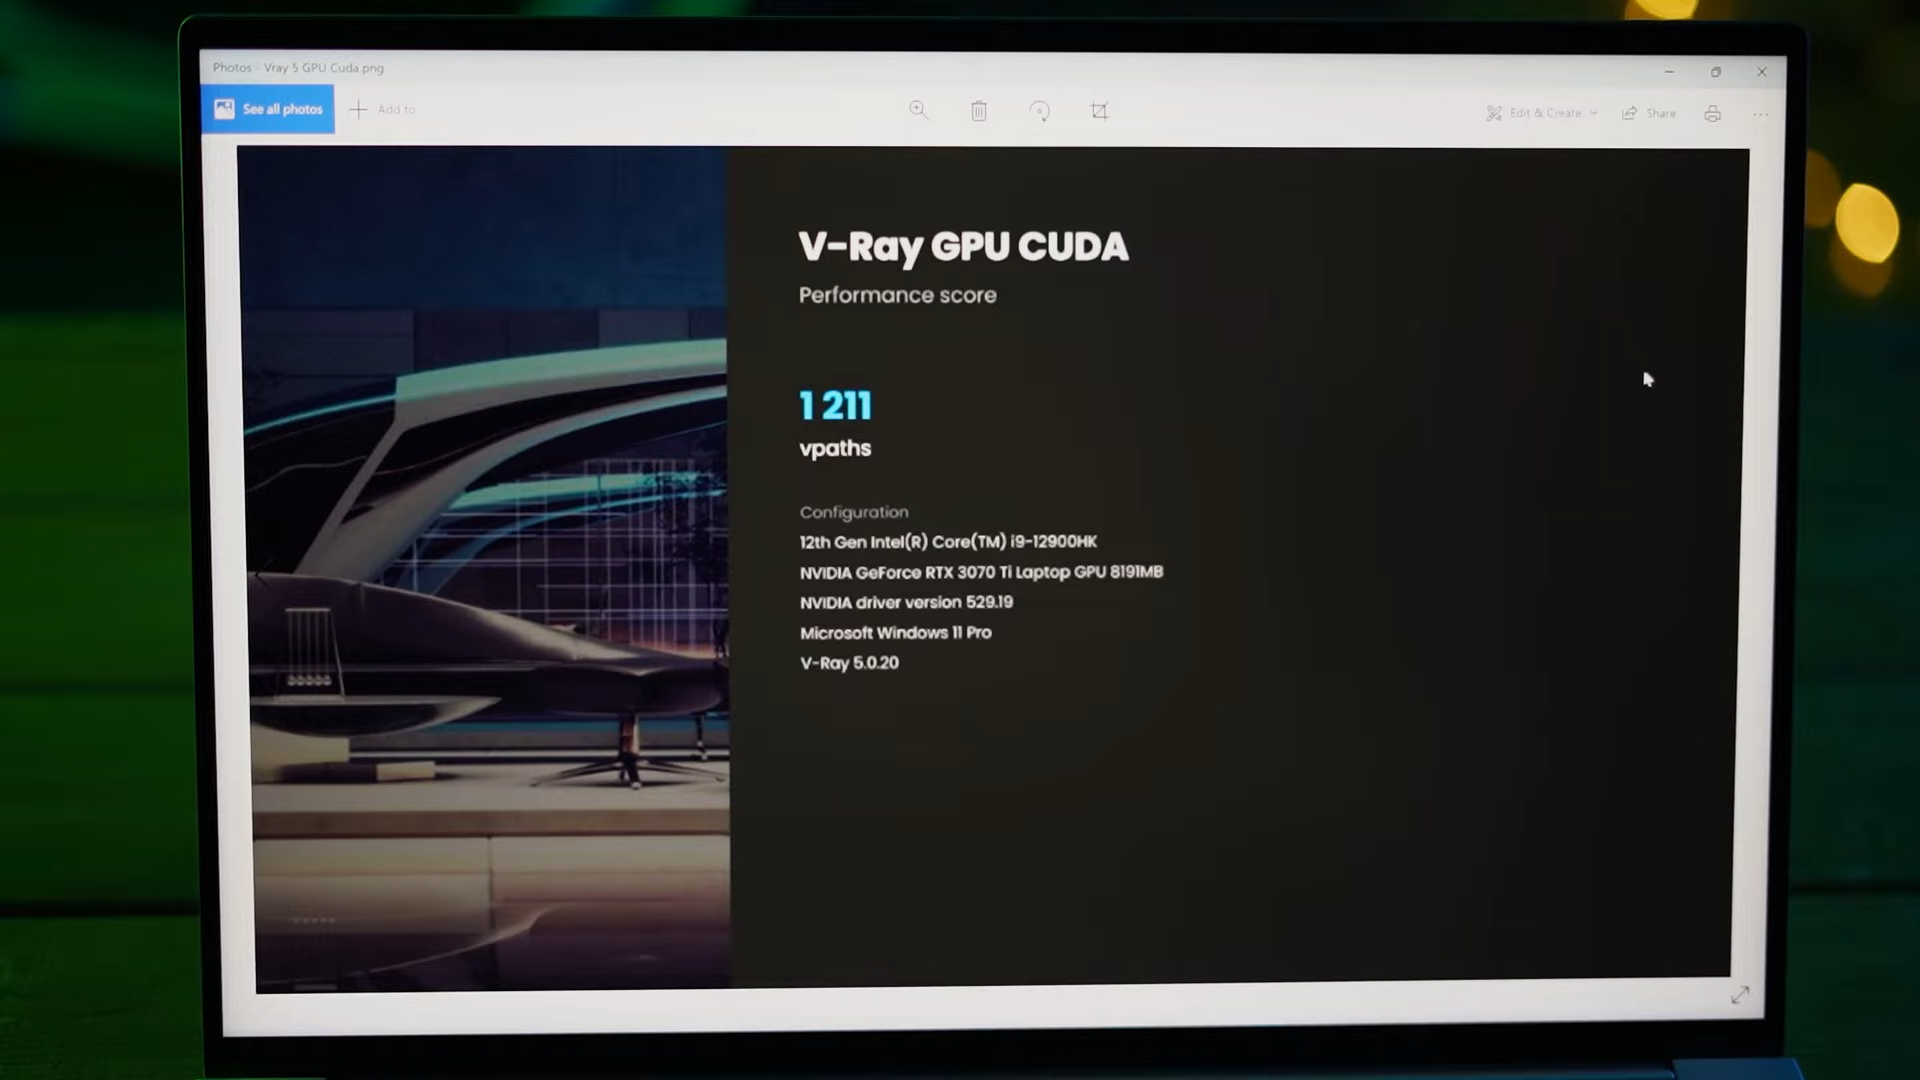 Photos - Vray 5 GPU Cuda.png
See all photos
Add to
Edit & Create
Share
V-Ray GPU CUDA
Performance score
1 211
vpaths
Configuration
12th Gen Intel(R) Core(TM) i9-12900HK
NVIDIA GeForce RTX 3070 Ti Laptop GPU 8191MB
NVIDIA driver version 529.19
Microsoft Windows 11 Pro
V-Ray 5.0.20